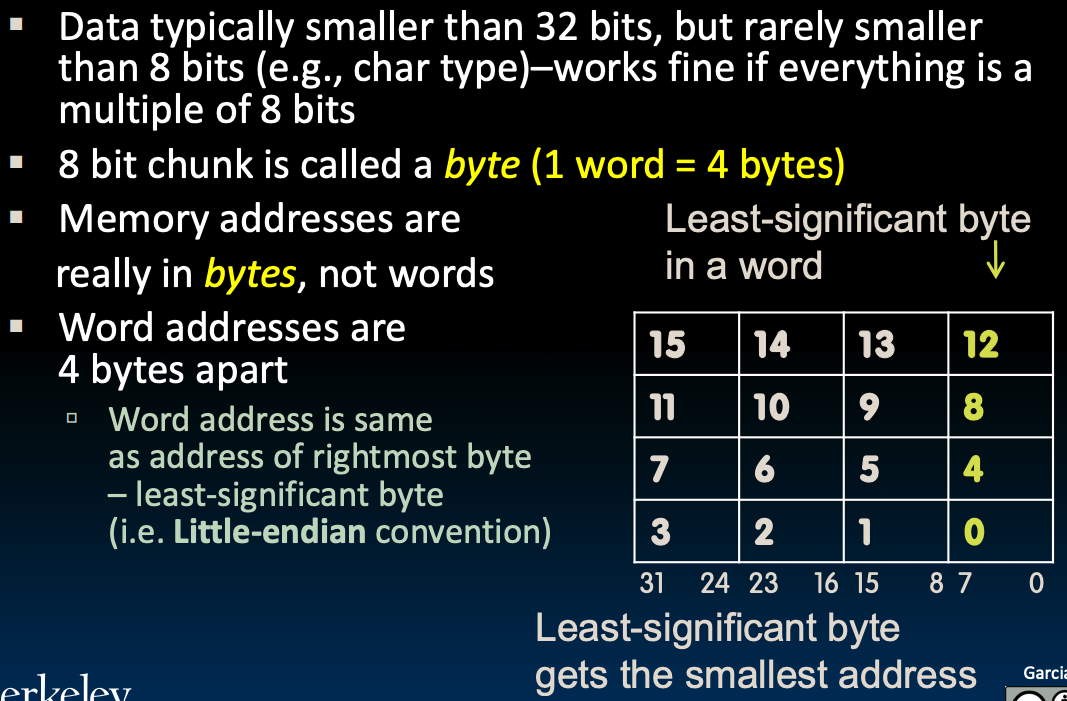 ▪ Data typically smaller than 32 bits, but rarely smaller
than 8 bits (e.g., char type)–works fine if everything is a
multiple of 8 bits
▪ 8 bit chunk is called a byte (1 word = 4 bytes)
▪ Memory addresses are
really in bytes, not words
▪ Word addresses are
4 bytes apart
▫ Word address is same
as address of rightmost byte
– least-significant byte
(i.e. Little-endian convention)
Least-significant byte
in a word
↓
15 14 13 12
11 10 9 8
7 6 5 4
3 2 1 0
31 24 23 16 15 8 7 0
Least-significant byte
gets the smallest address
erkeley
Garcia